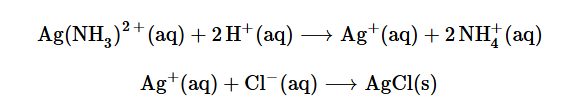 Ag(NH₃)²⁺(aq) + 2 H⁺(aq) ⟶ Ag⁺(aq) + 2 NH₄⁺(aq)
Ag⁺(aq) + Cl⁻(aq) ⟶ AgCl(s)